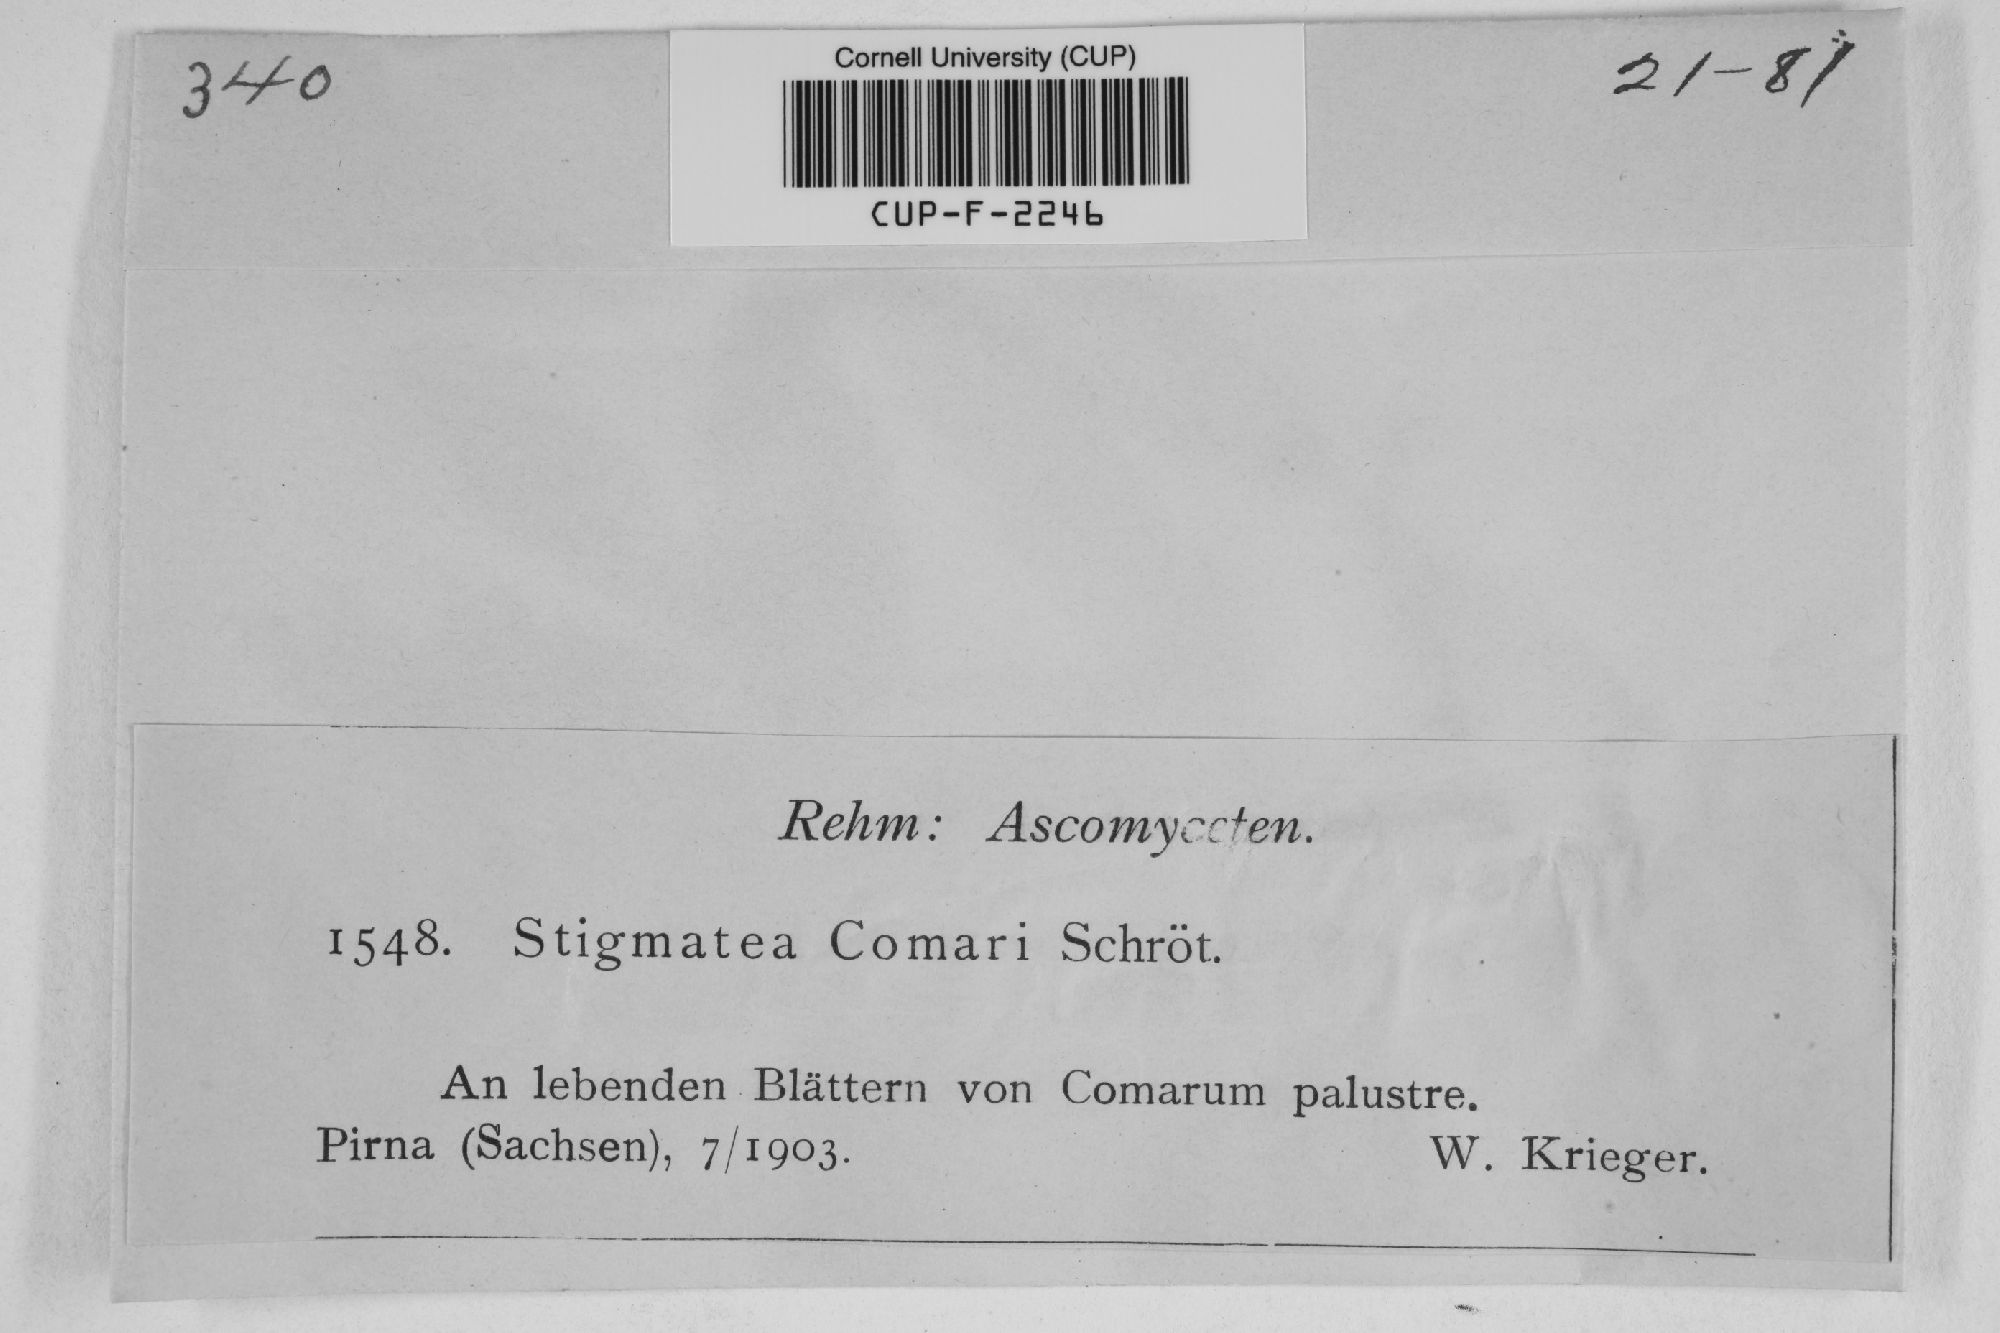 340
Cornell University (CUP)
21-81
CUP-F-2246
Rehm: Ascomyceten.
1548. Stigmatea Comari Schröt.
An lebenden Blättern von Comarum palustre.
Pirna (Sachsen), 7/1903. W. Krieger.